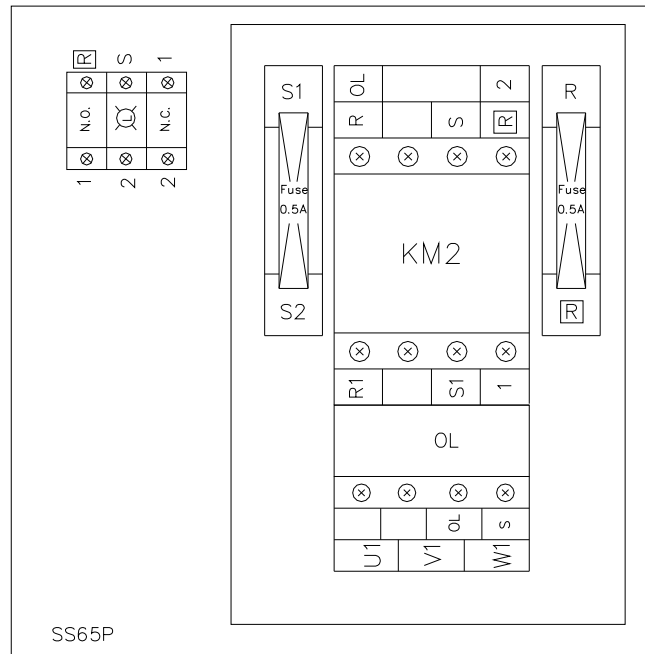 R S 1
N.O. L N.C.
1 2 2
S1
Fuse
0.5A
S2
OL 2
R S R
KM2
R1 S1 1
OL
OL S
U1 V1 W1
R
Fuse
0.5A
R
SS65P